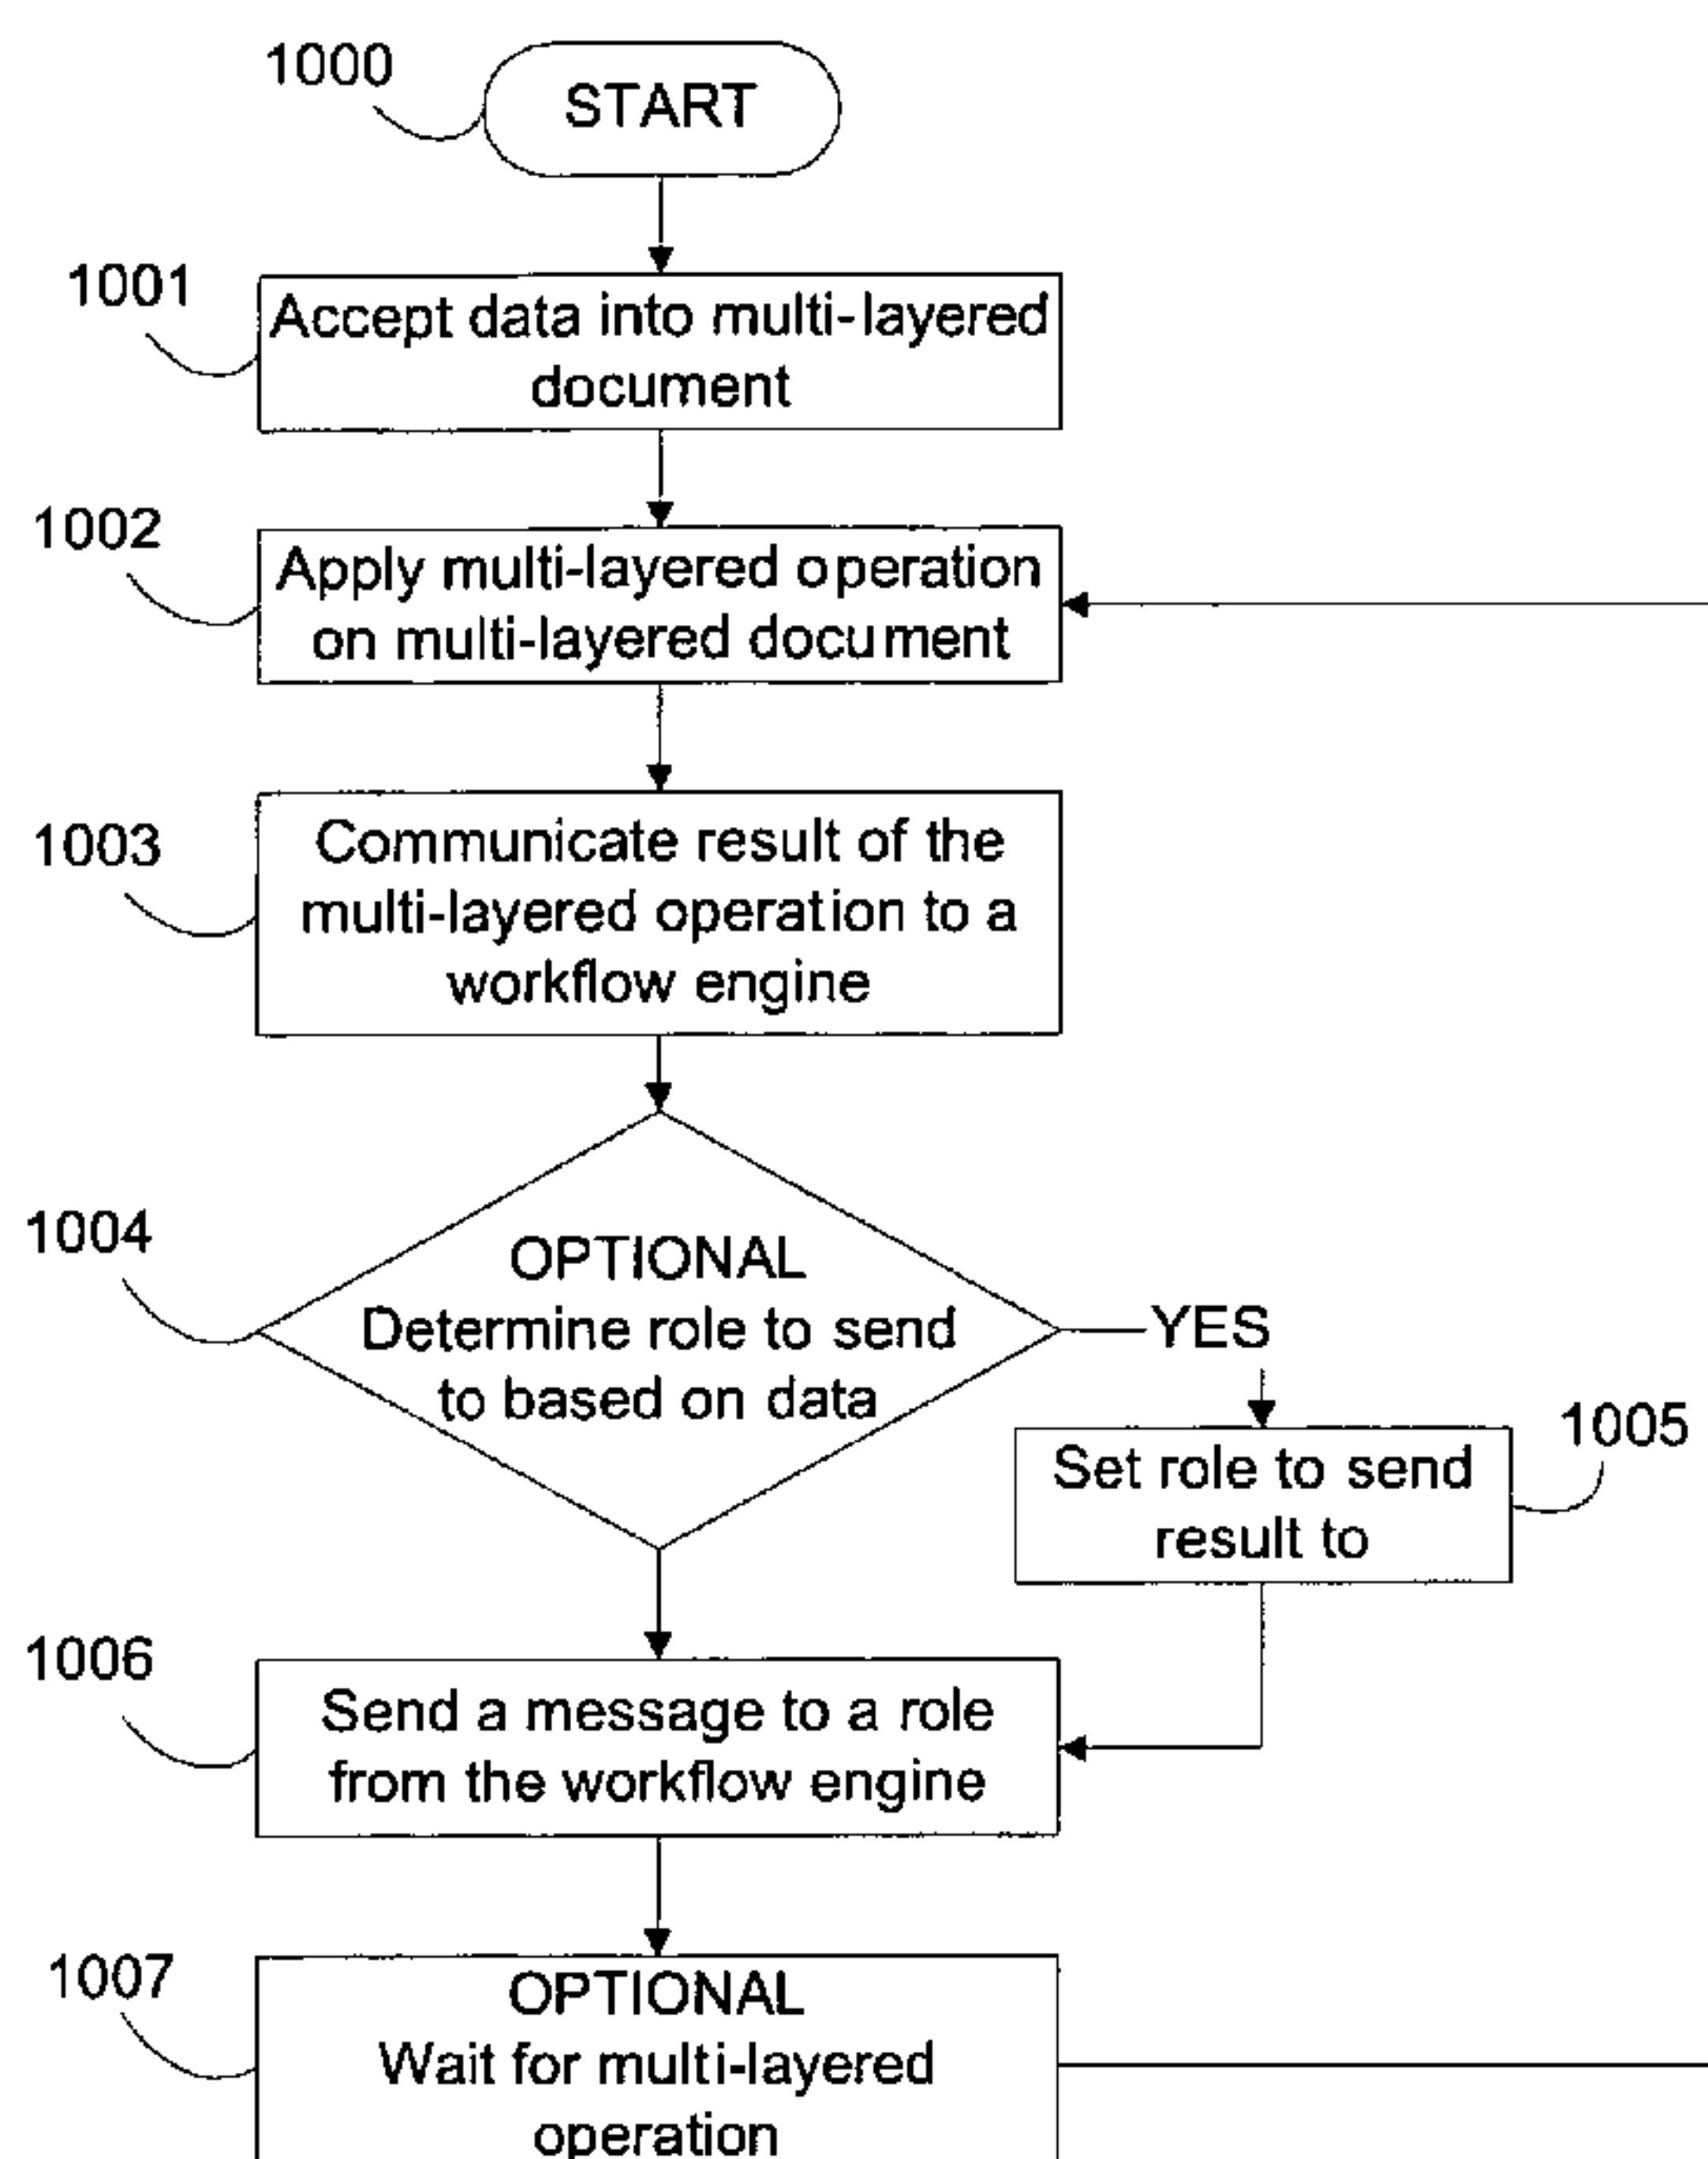 1000
START
1001
Accept data into multi-layered
document
1002
Apply multi-layered operation
on multi-layered document
1003
Communicate result of the
multi-layered operation to a
workflow engine
1004
OPTIONAL
Determine role to send
to based on data
YES
1005
Set role to send
result to
1006
Send a message to a role
from the workflow engine
1007
OPTIONAL
Wait for multi-layered
operation